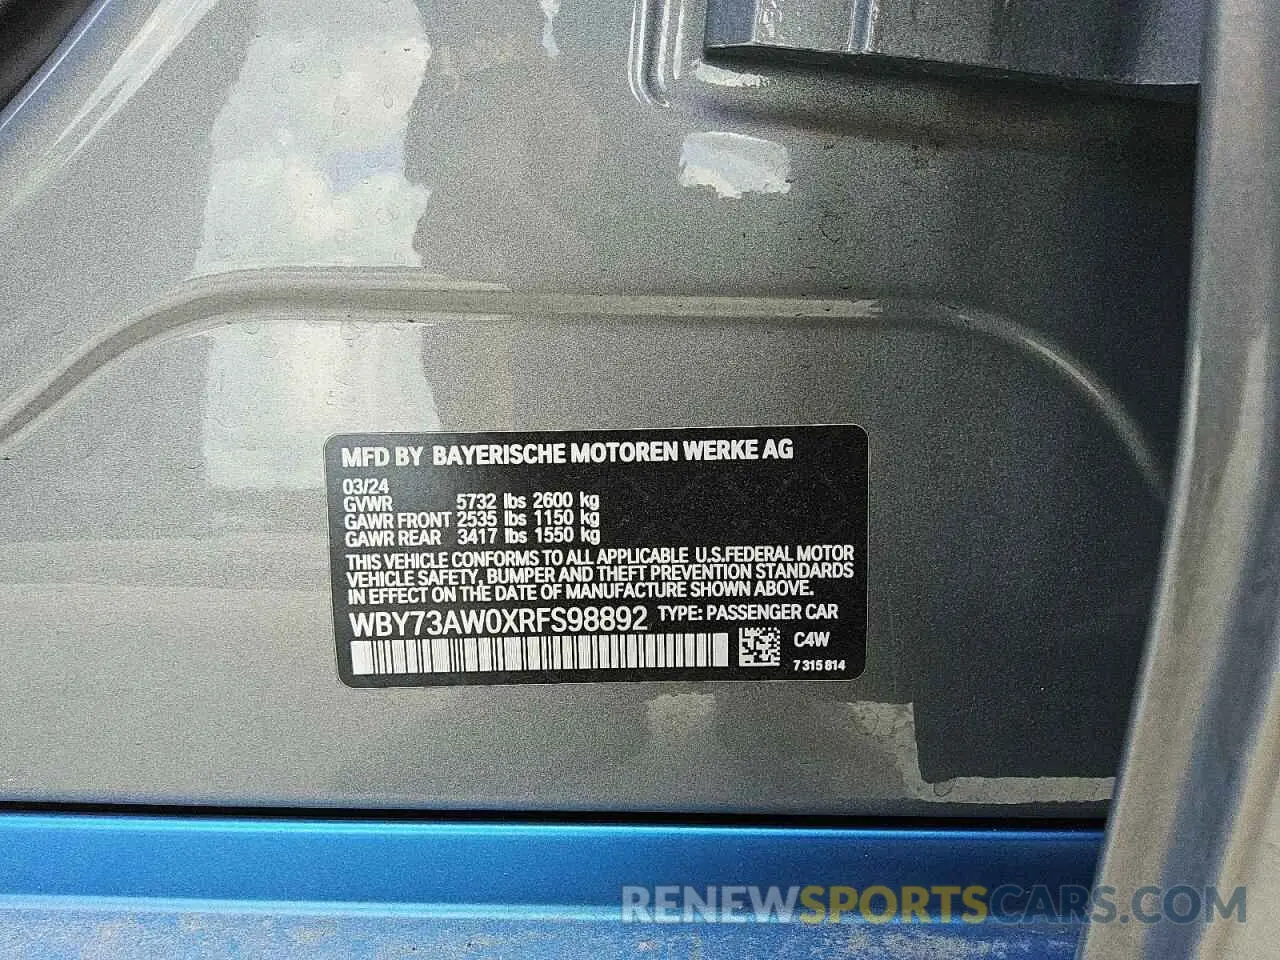 MFD BY BAYERISCHE MOTOREN WERKE AG
03/24
GVWR 5732 lbs 2600 kg
GAWR FRONT 2535 lbs 1150 kg
GAWR REAR 3417 lbs 1550 kg
THIS VEHICLE CONFORMS TO ALL APPLICABLE U.S.FEDERAL MOTOR
VEHICLE SAFETY, BUMPER AND THEFT PREVENTION STANDARDS
IN EFFECT ON THE DATE OF MANUFACTURE SHOWN ABOVE.
WBY73AW0XRFS98892 TYPE: PASSENGER CAR
C4W
7 315 814
RENEWSPORTSCARS.COM